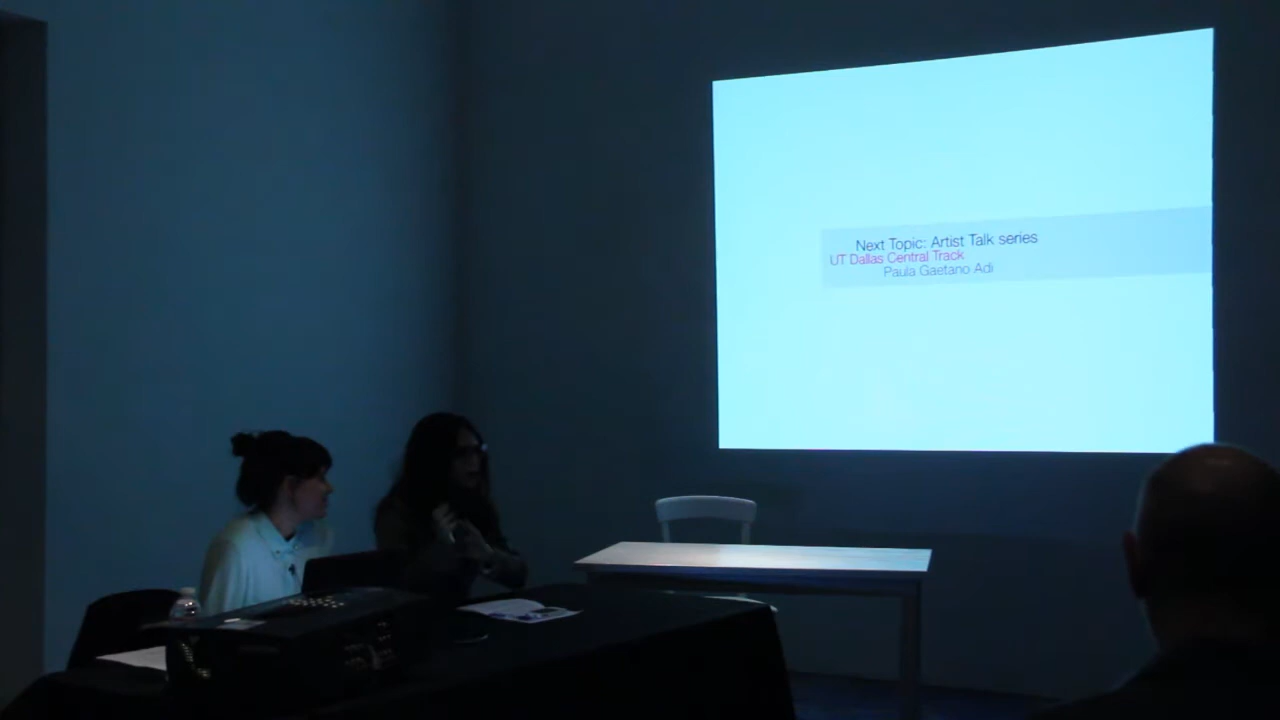 Next Topic: Artist Talk series
UT Dallas Central Track
Paula Gaetano Adi